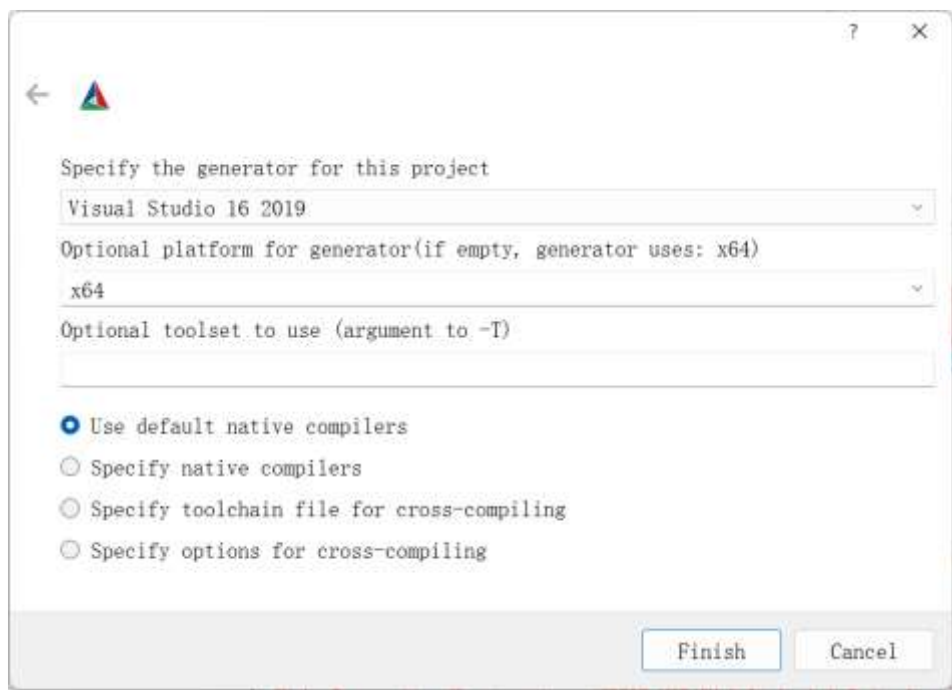 ?
Specify the generator for this project
Visual Studio 16 2019
Optional platform for generator(if empty, generator uses: x64)
x64
Optional toolset to use (argument to -T)
Use default native compilers
Specify native compilers
Specify toolchain file for cross-compiling
Specify options for cross-compiling
Finish
Cancel